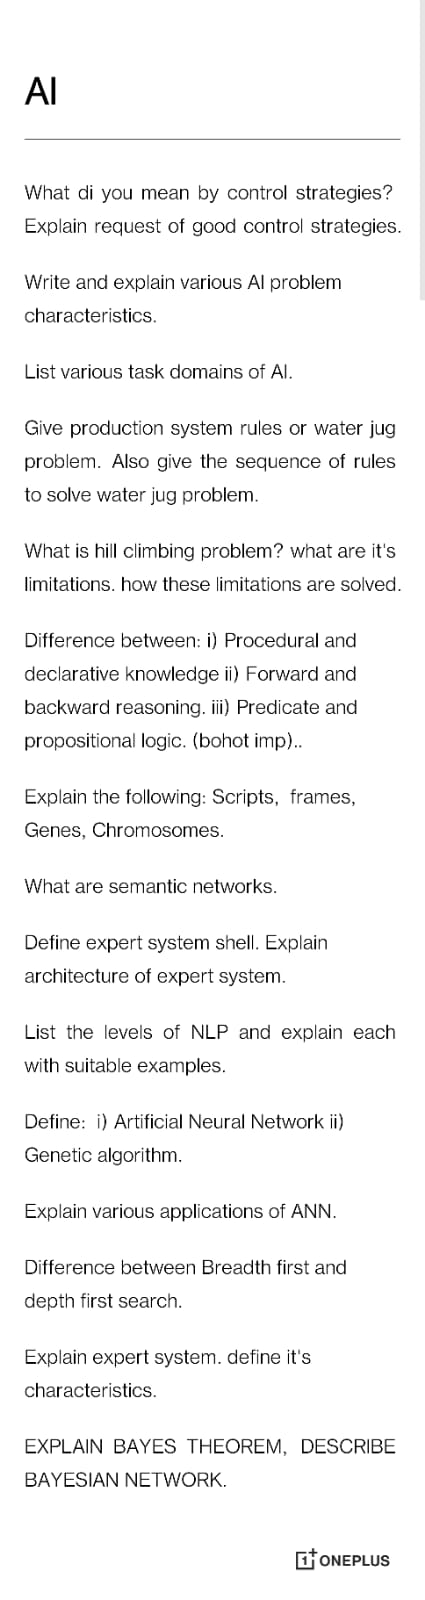 AI
What di you mean by control strategies?
Explain request of good control strategies.
Write and explain various AI problem
characteristics.
List various task domains of AI.
Give production system rules or water jug
problem. Also give the sequence of rules
to solve water jug problem.
What is hill climbing problem? what are it's
limitations. how these limitations are solved.
Difference between: i) Procedural and
declarative knowledge ii) Forward and
backward reasoning. iii) Predicate and
propositional logic. (bohot imp)..
Explain the following: Scripts, frames,
Genes, Chromosomes.
What are semantic networks.
Define expert system shell. Explain
architecture of expert system.
List the levels of NLP and explain each
with suitable examples.
Define: i) Artificial Neural Network ii)
Genetic algorithm.
Explain various applications of ANN.
Difference between Breadth first and
depth first search.
Explain expert system. define it's
characteristics.
EXPLAIN BAYES THEOREM, DESCRIBE
BAYESIAN NETWORK.
1+ ONEPLUS